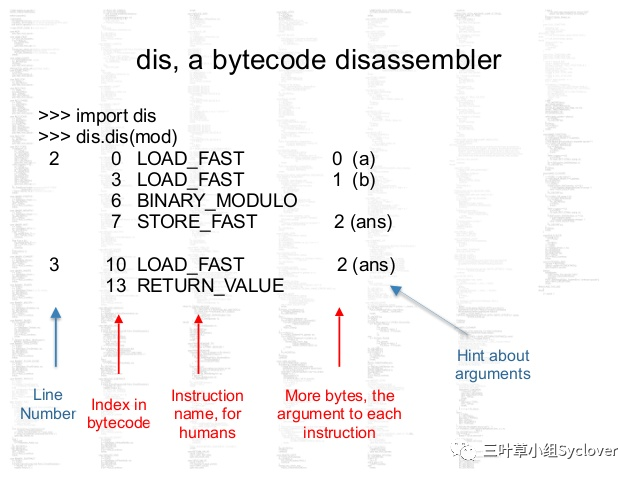 dis, a bytecode disassembler
>>> import dis
>>> dis.dis(mod)
2 0 LOAD_FAST 0 (a)
3 LOAD_FAST 1 (b)
6 BINARY_MODULO
7 STORE_FAST 2 (ans)
3 10 LOAD_FAST 2 (ans)
13 RETURN_VALUE
Line
Number
Index in
bytecode
Instruction
name, for
humans
More bytes, the
argument to each
instruction
Hint about
arguments
三叶草小组Syclover